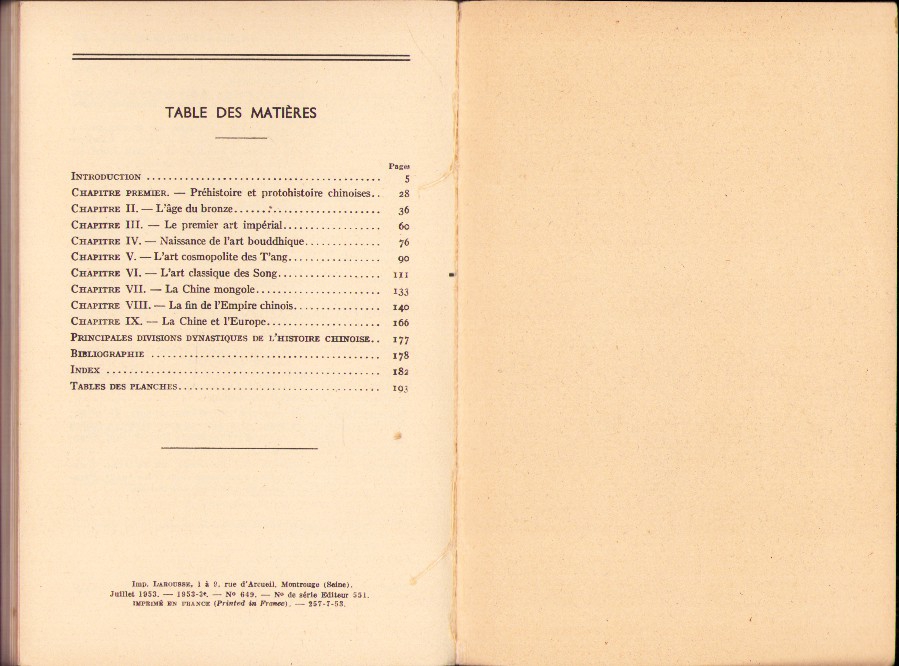 TABLE DES MATIÈRES
Pages
INTRODUCTION ........................................ 5
CHAPITRE PREMIER. — Préhistoire et protohistoire chinoises.. 28
CHAPITRE II. — L'âge du bronze......................... 36
CHAPITRE III. — Le premier art impérial................. 60
CHAPITRE IV. — Naissance de l'art bouddhique............. 76
CHAPITRE V. — L'art cosmopolite des T'ang................ 90
CHAPITRE VI. — L'art classique des Song.................. 111
CHAPITRE VII. — La Chine mongole...................... 133
CHAPITRE VIII. — La fin de l'Empire chinois............... 140
CHAPITRE IX. — La Chine et l'Europe.................... 166
PRINCIPALES DIVISIONS DYNASTIQUES DE L'HISTOIRE CHINOISE.. 177
BIBLIOGRAPHIE ....................................... 178
INDEX .............................................. 182
TABLES DES PLANCHES................................... 193
Imp. LAROUSSE, 1 à 9, rue d'Arcueil, Montrouge (Seine).
Juillet 1953. — 1953-3e. — No 649. — No de série Editeur 551.
IMPRIMÉ EN FRANCE (Printed in France). — 257-7-53.